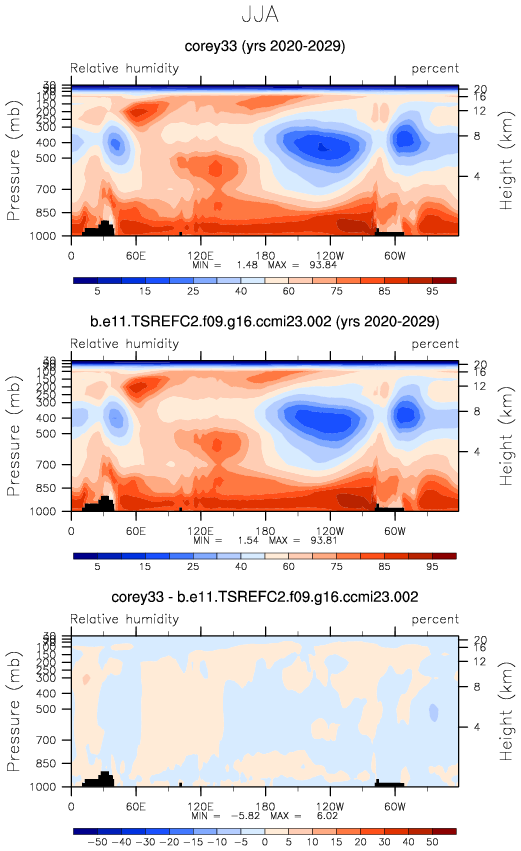 JJA
corey33 (yrs 2020-2029)
Relative humidity percent
Pressure (mb)
30
50
100
150
200
250
300
400
500
700
850
1000
20
16
12
8
4
Height (km)
0 60E 120E 180 120W 60W
MIN = 1.48 MAX = 93.84
5 15 25 40 60 75 85 95
b.e11.TSREFC2.f09.g16.ccmi23.002 (yrs 2020-2029)
Relative humidity percent
Pressure (mb)
30
50
100
150
200
250
300
400
500
700
850
1000
20
16
12
8
4
Height (km)
0 60E 120E 180 120W 60W
MIN = 1.54 MAX = 93.81
5 15 25 40 60 75 85 95
corey33 - b.e11.TSREFC2.f09.g16.ccmi23.002
Relative humidity percent
Pressure (mb)
30
50
100
150
200
250
300
400
500
700
850
1000
20
16
12
8
4
Height (km)
0 60E 120E 180 120W 60W
MIN = -5.82 MAX = 6.02
-50 -40 -30 -20 -15 -10 -5 0 5 10 15 20 30 40 50